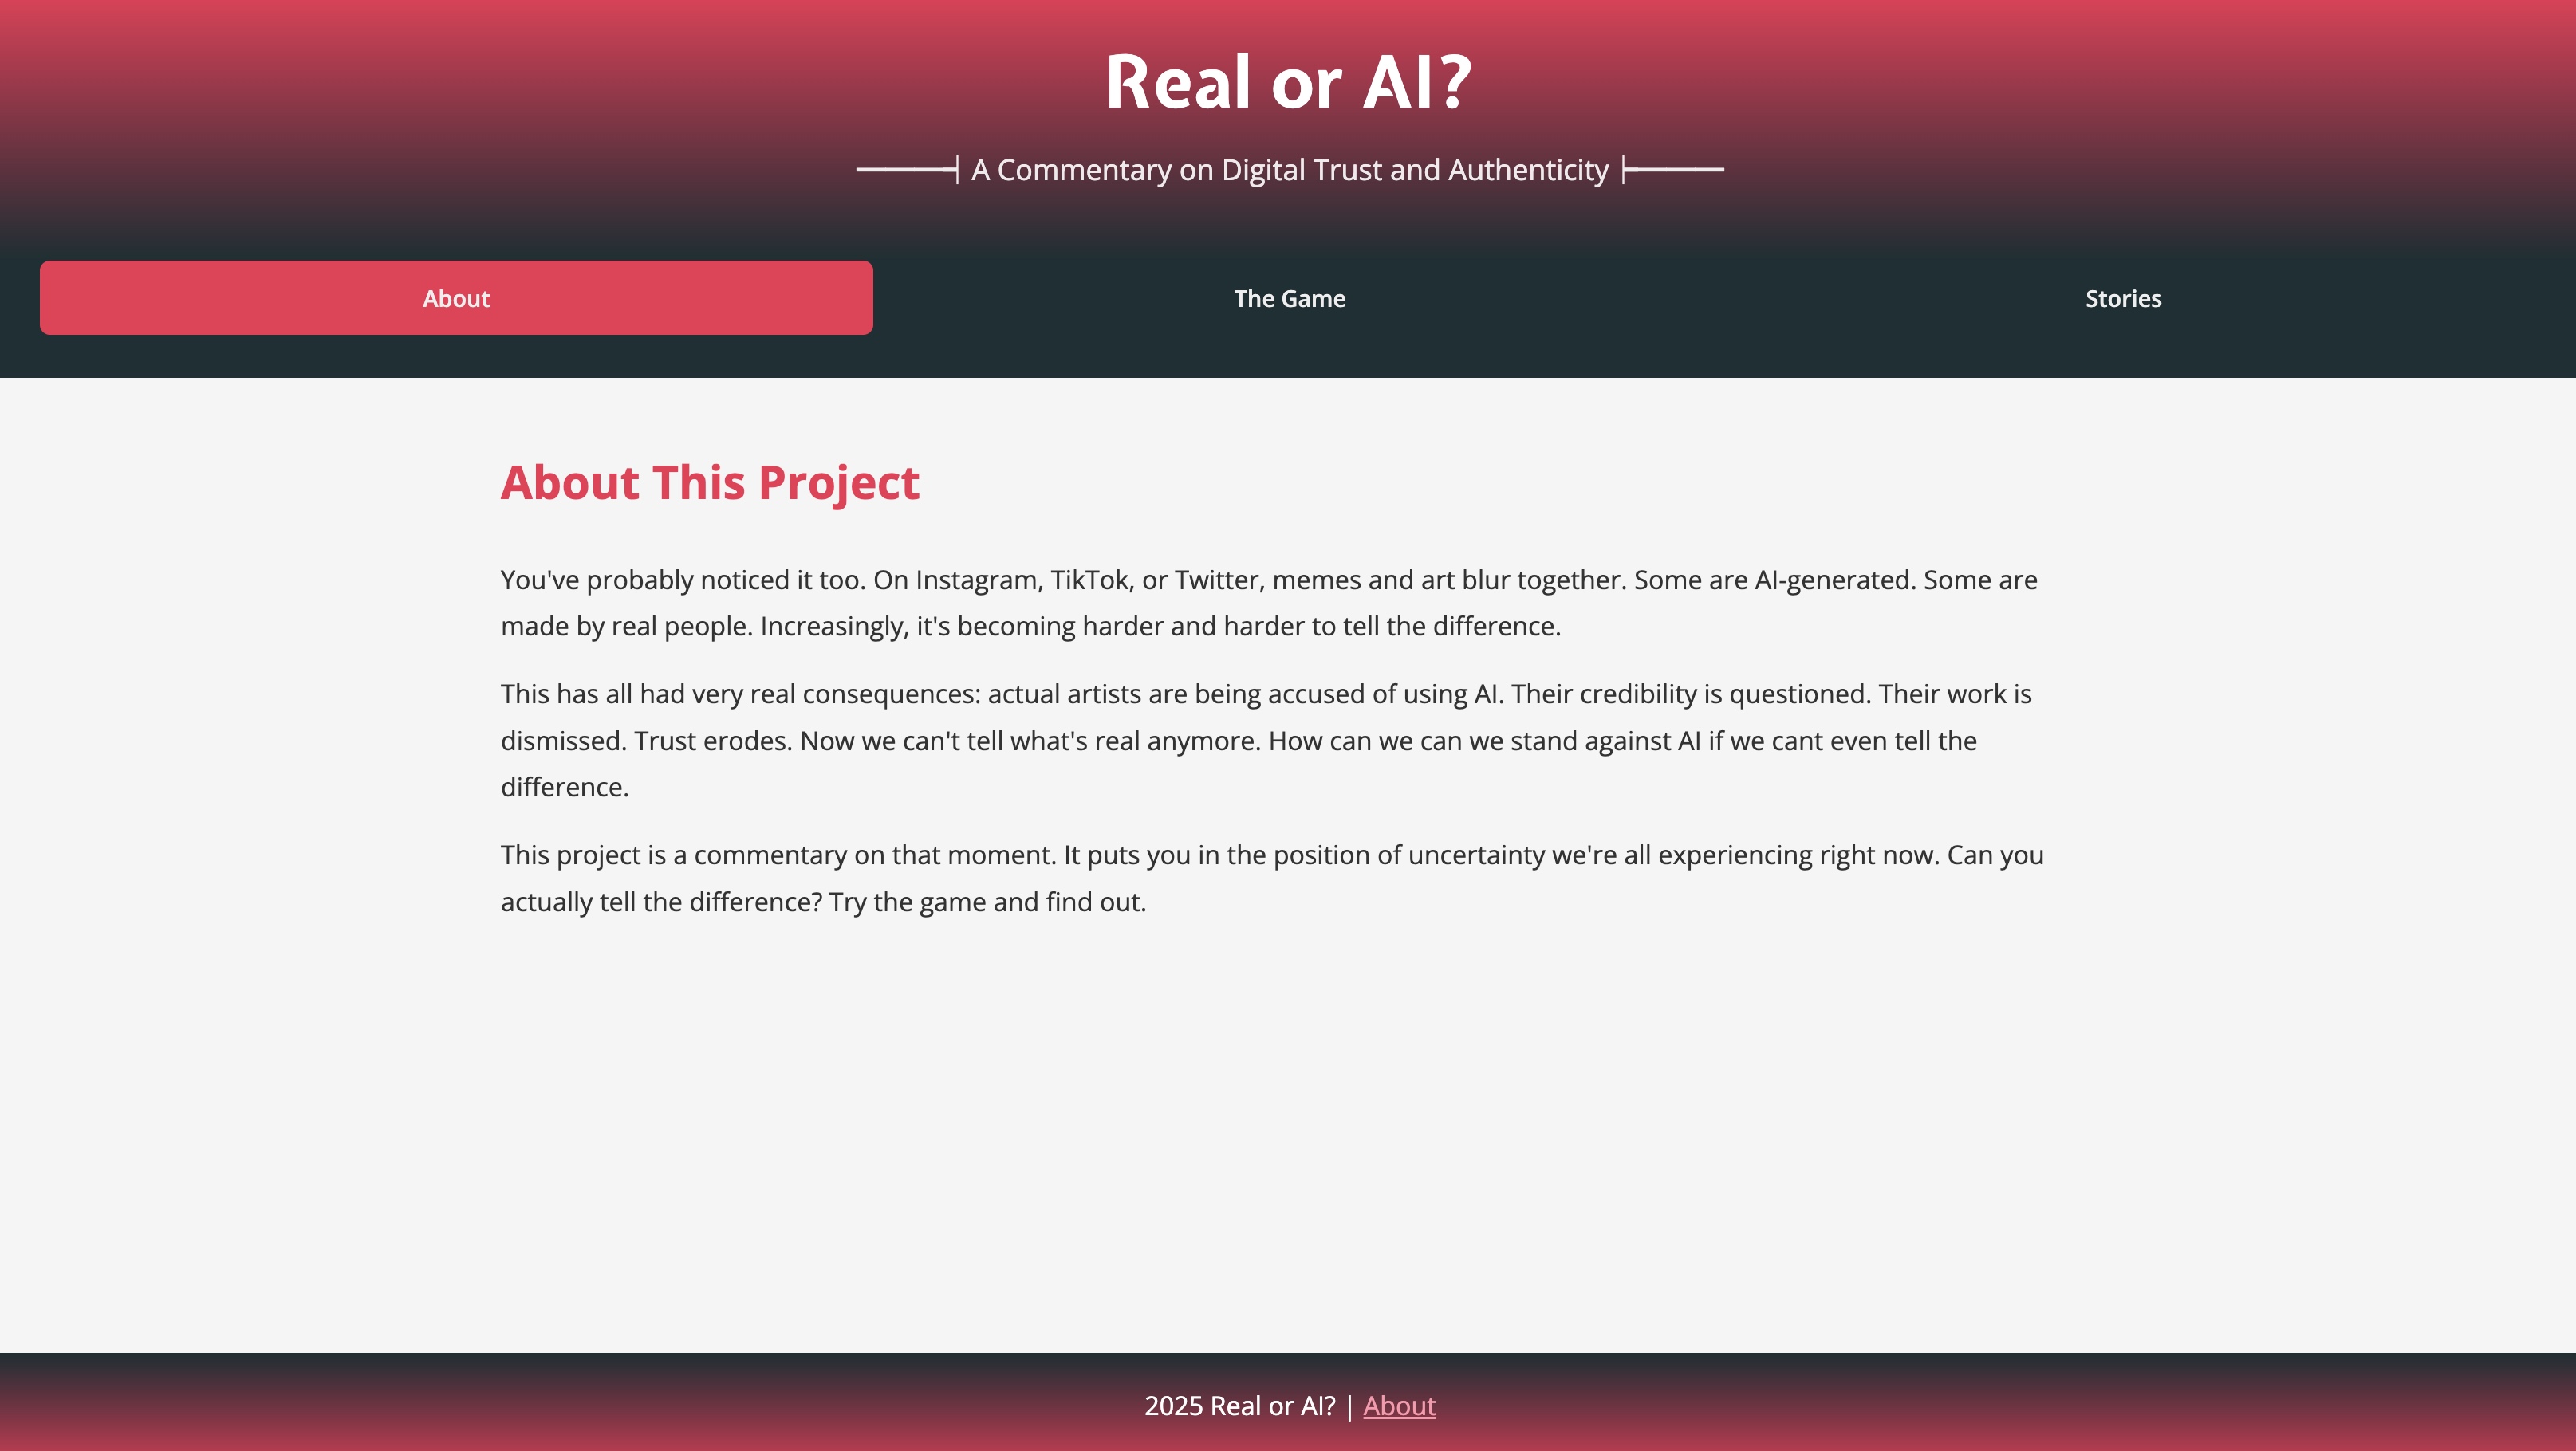 Real or AI?
A Commentary on Digital Trust and Authenticity
About
The Game
Stories
About This Project
You've probably noticed it too. On Instagram, TikTok, or Twitter, memes and art blur together. Some are AI-generated. Some are
made by real people. Increasingly, it's becoming harder and harder to tell the difference.
This has all had very real consequences: actual artists are being accused of using AI. Their credibility is questioned. Their work is
dismissed. Trust erodes. Now we can't tell what's real anymore. How can we can we stand against AI if we cant even tell the
difference.
This project is a commentary on that moment. It puts you in the position of uncertainty we're all experiencing right now. Can you
actually tell the difference? Try the game and find out.
2025 Real or AI? | About